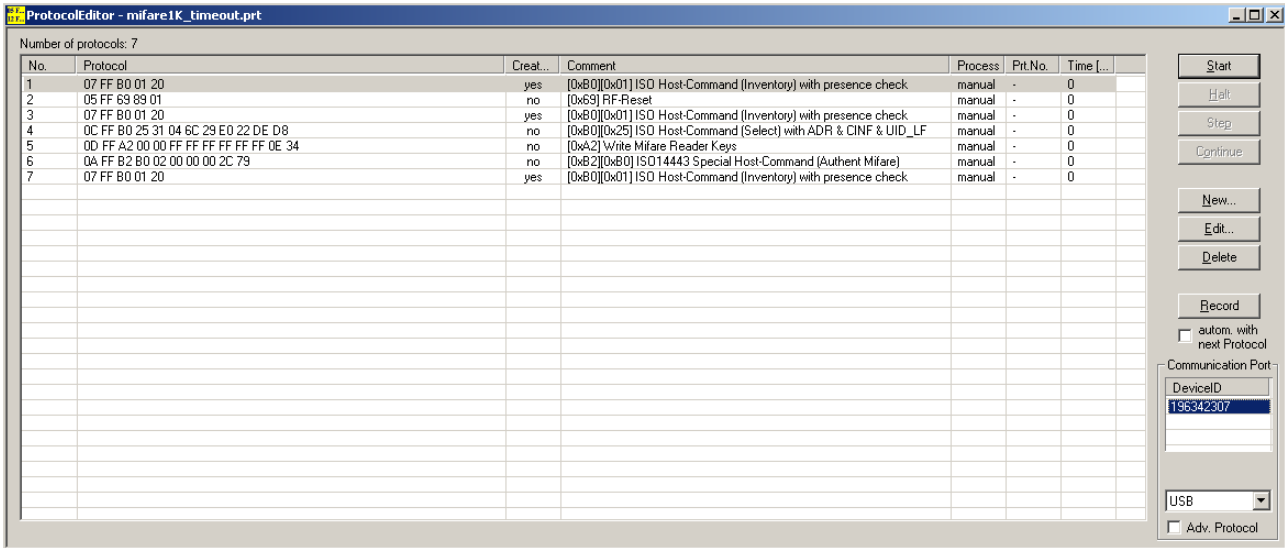 ProtocolEditor - mifare1K_timeout.prt
Number of protocols: 7
No. Protocol Creat... Comment Process Prt.No. Time [...
1 07 FF B0 01 20 yes [0xB0][0x01] ISO Host-Command (Inventory) with presence check manual - 0
2 05 FF 69 89 01 no [0x69] RF-Reset manual - 0
3 07 FF B0 01 20 yes [0xB0][0x01] ISO Host-Command (Inventory) with presence check manual - 0
4 0C FF B0 25 31 04 6C 29 E0 22 DE D8 no [0xB0][0x25] ISO Host-Command (Select) with ADR & CINF & UID_LF manual - 0
5 0D FF A2 00 00 FF FF FF FF FF FF 0E 34 no [0xA2] Write Mifare Reader Keys manual - 0
6 0A FF B2 B0 02 00 00 00 2C 79 no [0xB2][0xB0] ISO14443 Special Host-Command (Authent Mifare) manual - 0
7 07 FF B0 01 20 yes [0xB0][0x01] ISO Host-Command (Inventory) with presence check manual - 0
Start
Halt
Step
Continue
New...
Edit...
Delete
Record
autom. with
next Protocol
Communication Port
DeviceID
196342307
USB
Adv. Protocol